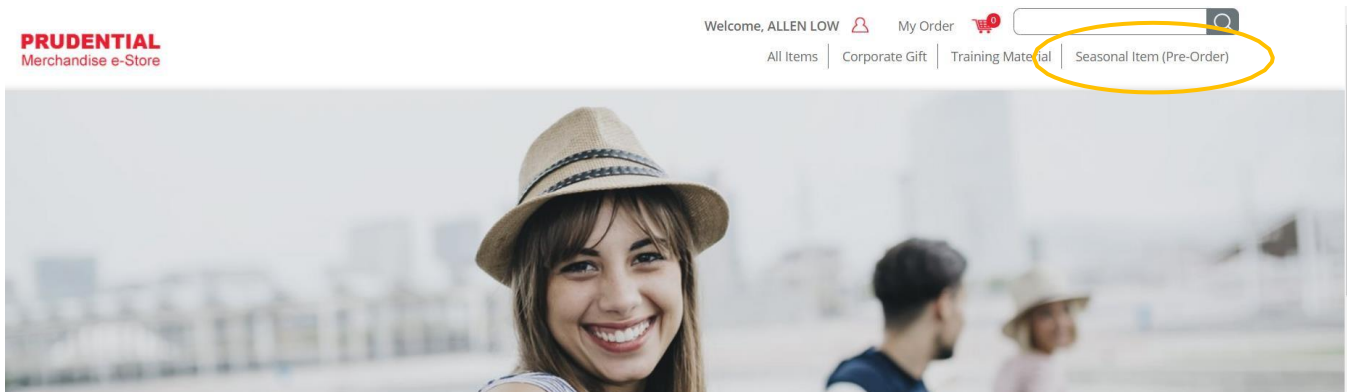 PRUDENTIAL
Merchandise e-Store
Welcome, ALLEN LOW My Order 0
All Items Corporate Gift Training Material Seasonal Item (Pre-Order)